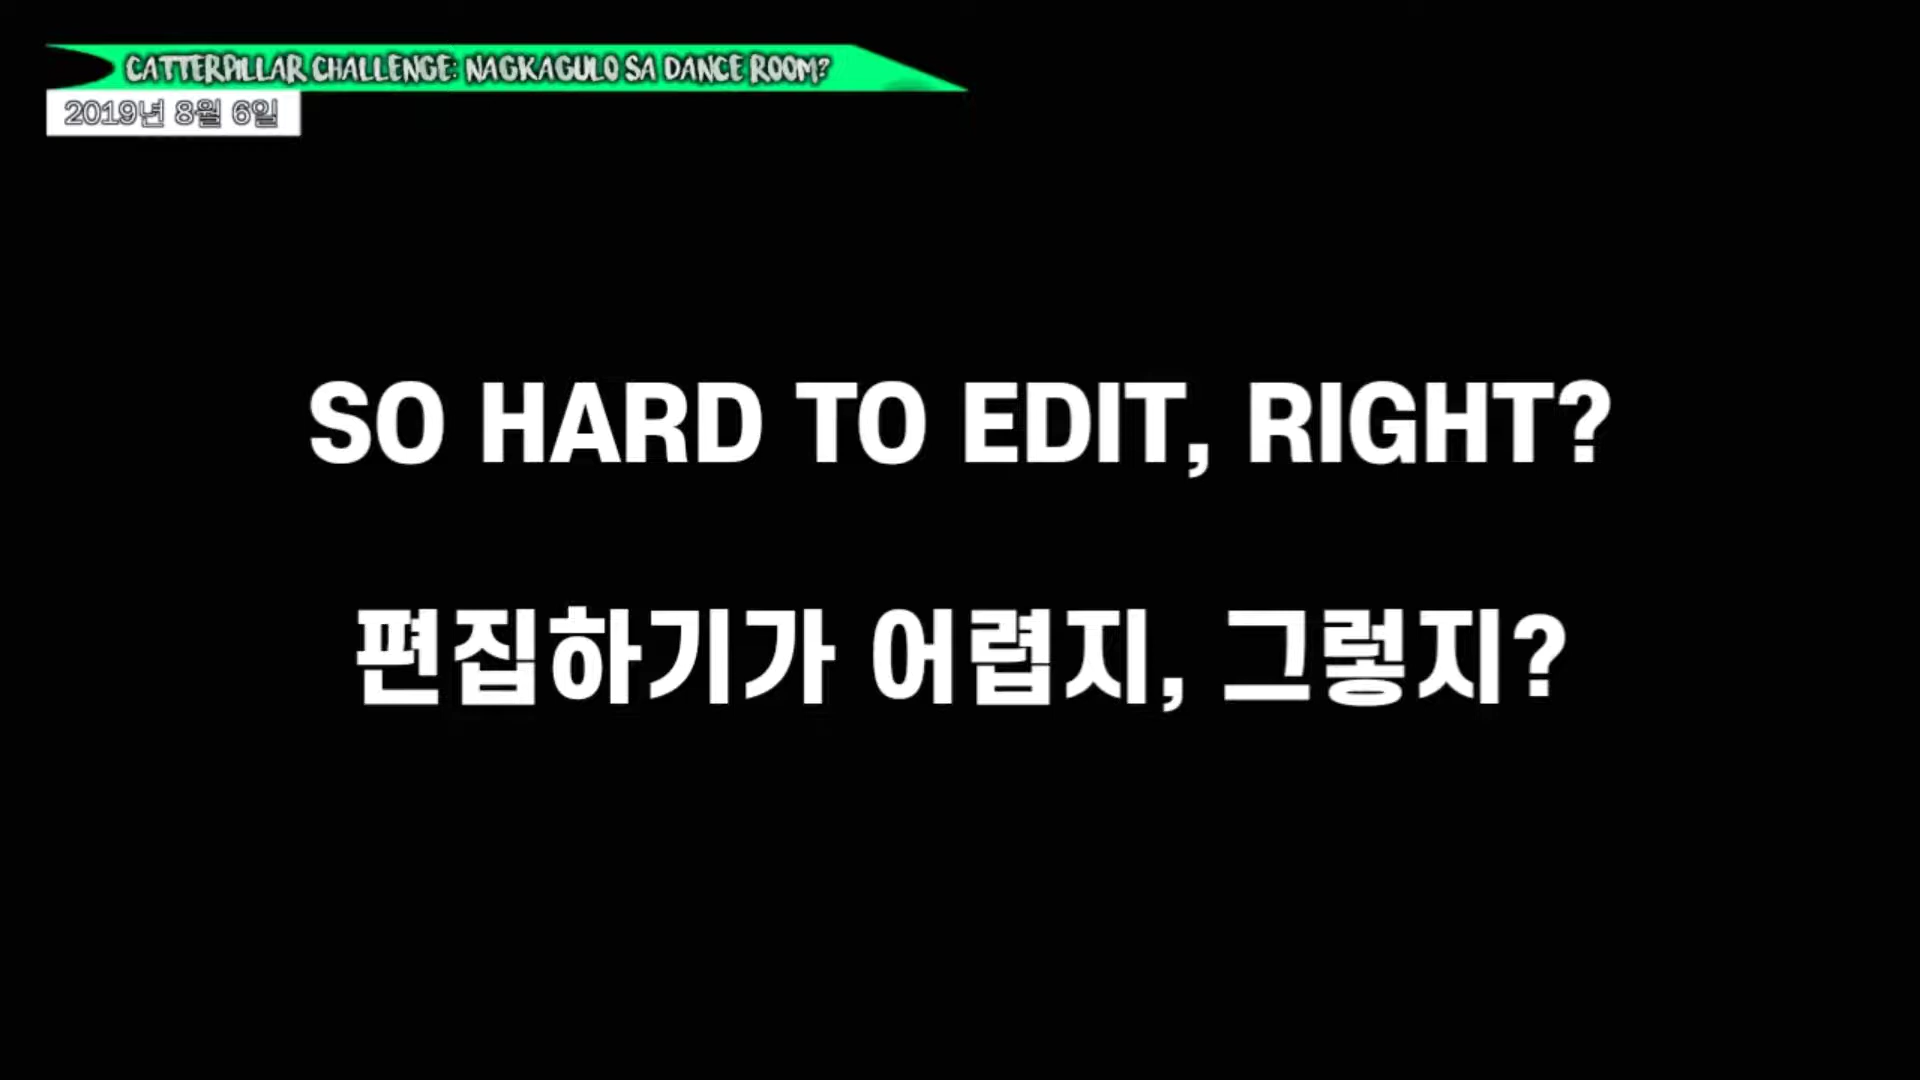 CATTERPILLAR CHALLENGE: NAGKAGULO SA DANCE ROOM?
2019년 8월 6일
SO HARD TO EDIT, RIGHT?
편집하기가 어렵지, 그렇지?